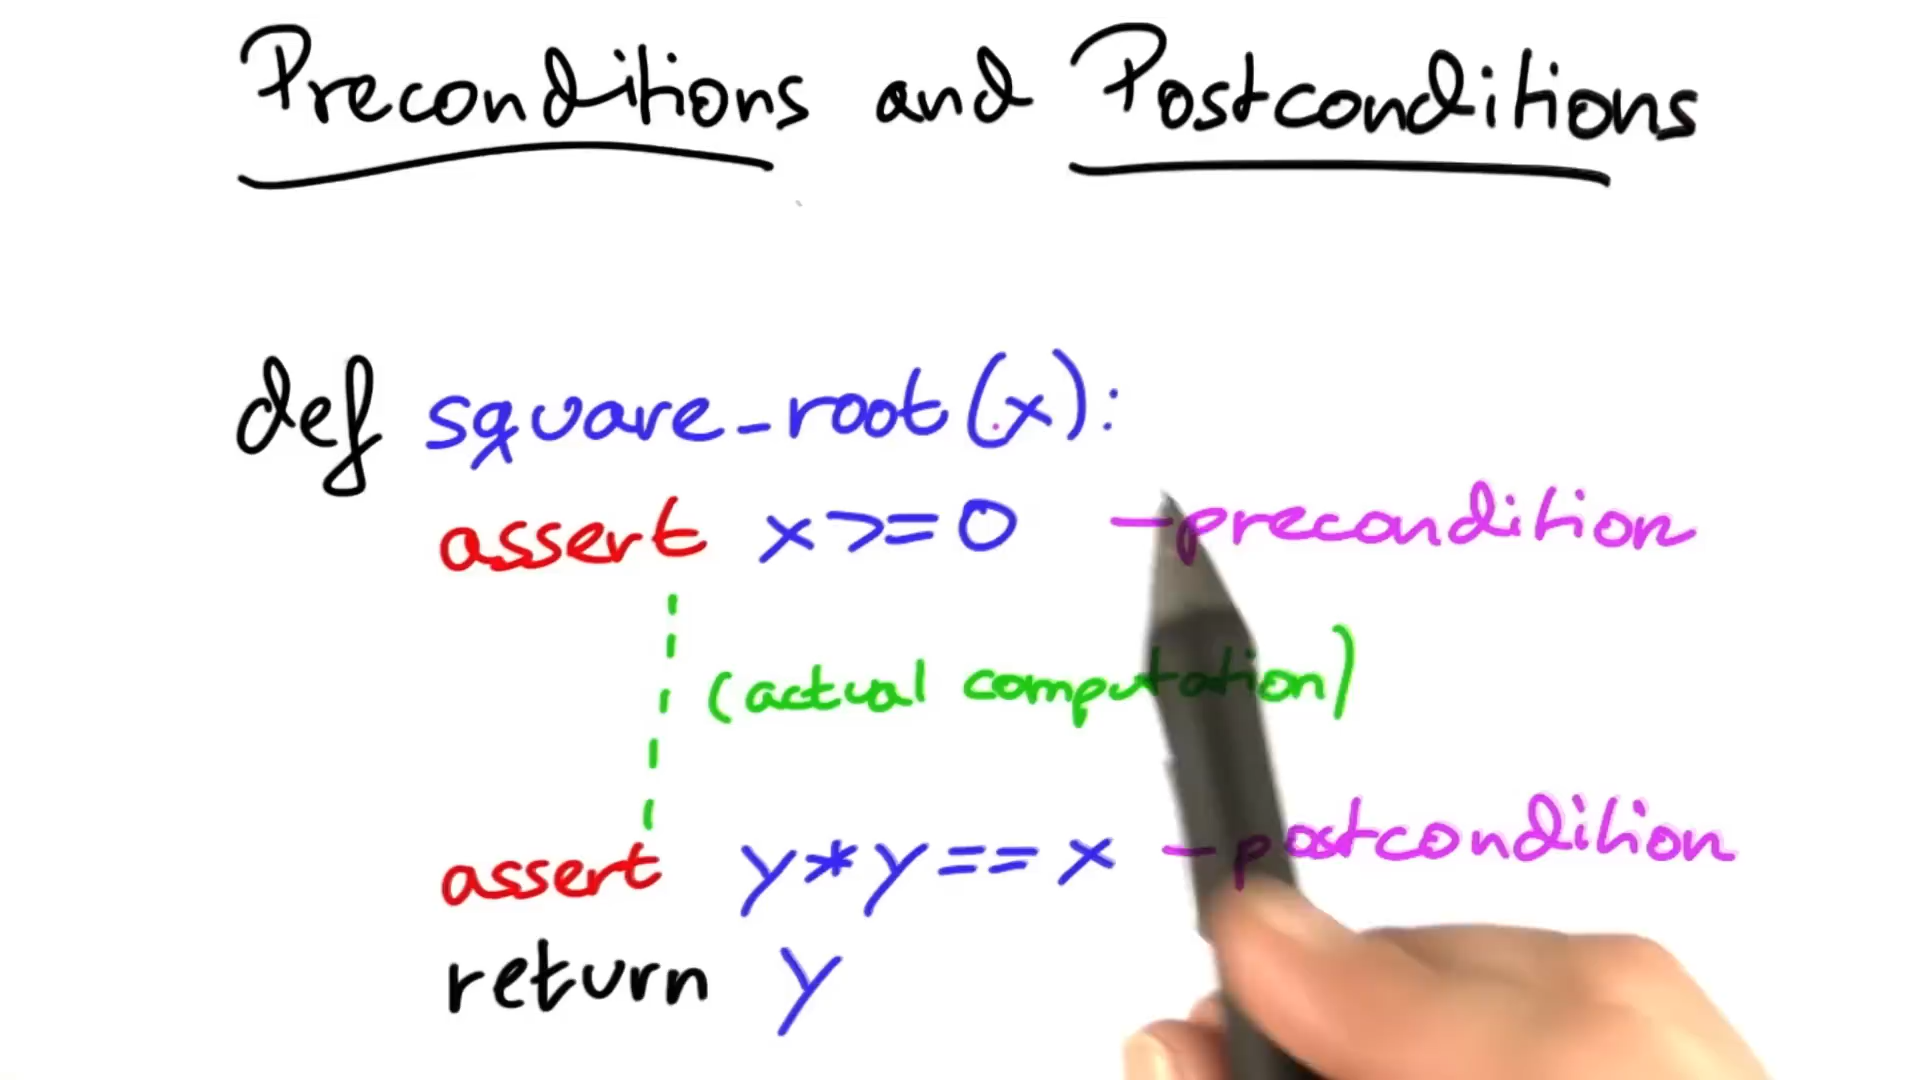 Preconditions and Postconditions
def square_root(x):
assert x>=0 - precondition
(actual computation)
assert y*y==x - postcondition
return y